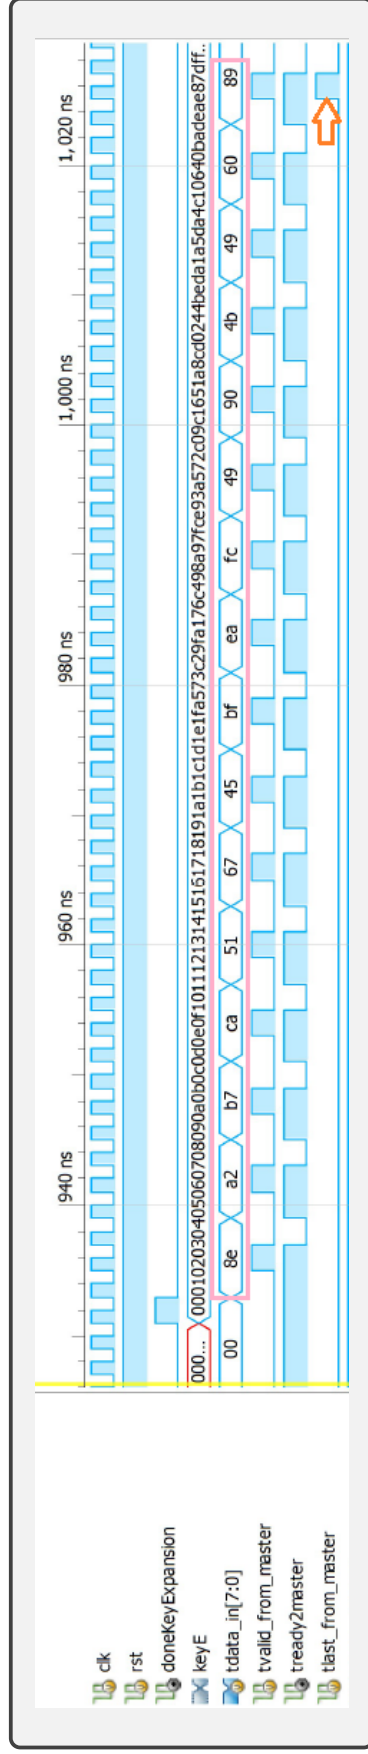 940 ns 960 ns 980 ns 1,000 ns 1,020 ns
clk
rst
doneKeyExpansion
keyE 000... 000102030405060708090a0b0c0d0e0f101112131415161718191a1b1c1d1e1fa573c29fa176c498a97fce93a572c09c1651a8cd0244beda1a5da4c10640badeae87dff..
tdata_in[7:0] 00 8e a2 b7 ca 51 67 45 bf ea fc 49 90 4b 49 60 89
tvalid_from_master
tready2master
tlast_from_master